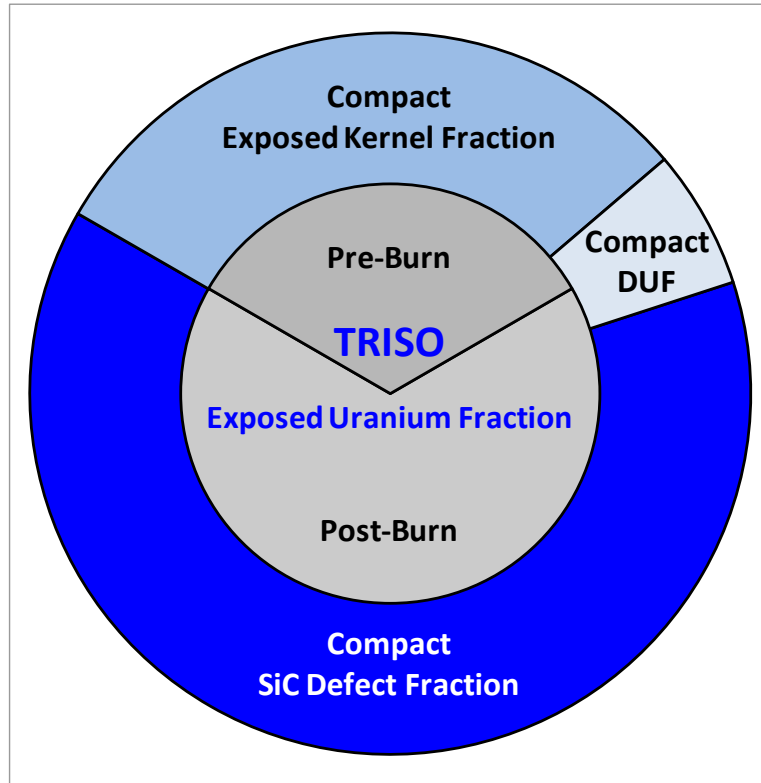 Compact
Exposed Kernel Fraction
Compact
DUF
Pre-Burn
TRISO
Exposed Uranium Fraction
Post-Burn
Compact
SiC Defect Fraction